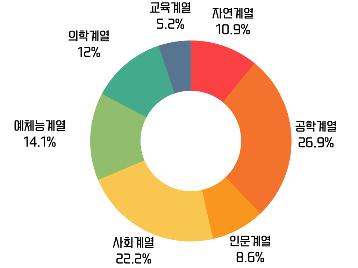 교육계열
5.2%
자연계열
10.9%
의학계열
12%
공학계열
26.9%
예체능계열
14.1%
인문계열
8.6%
사회계열
22.2%